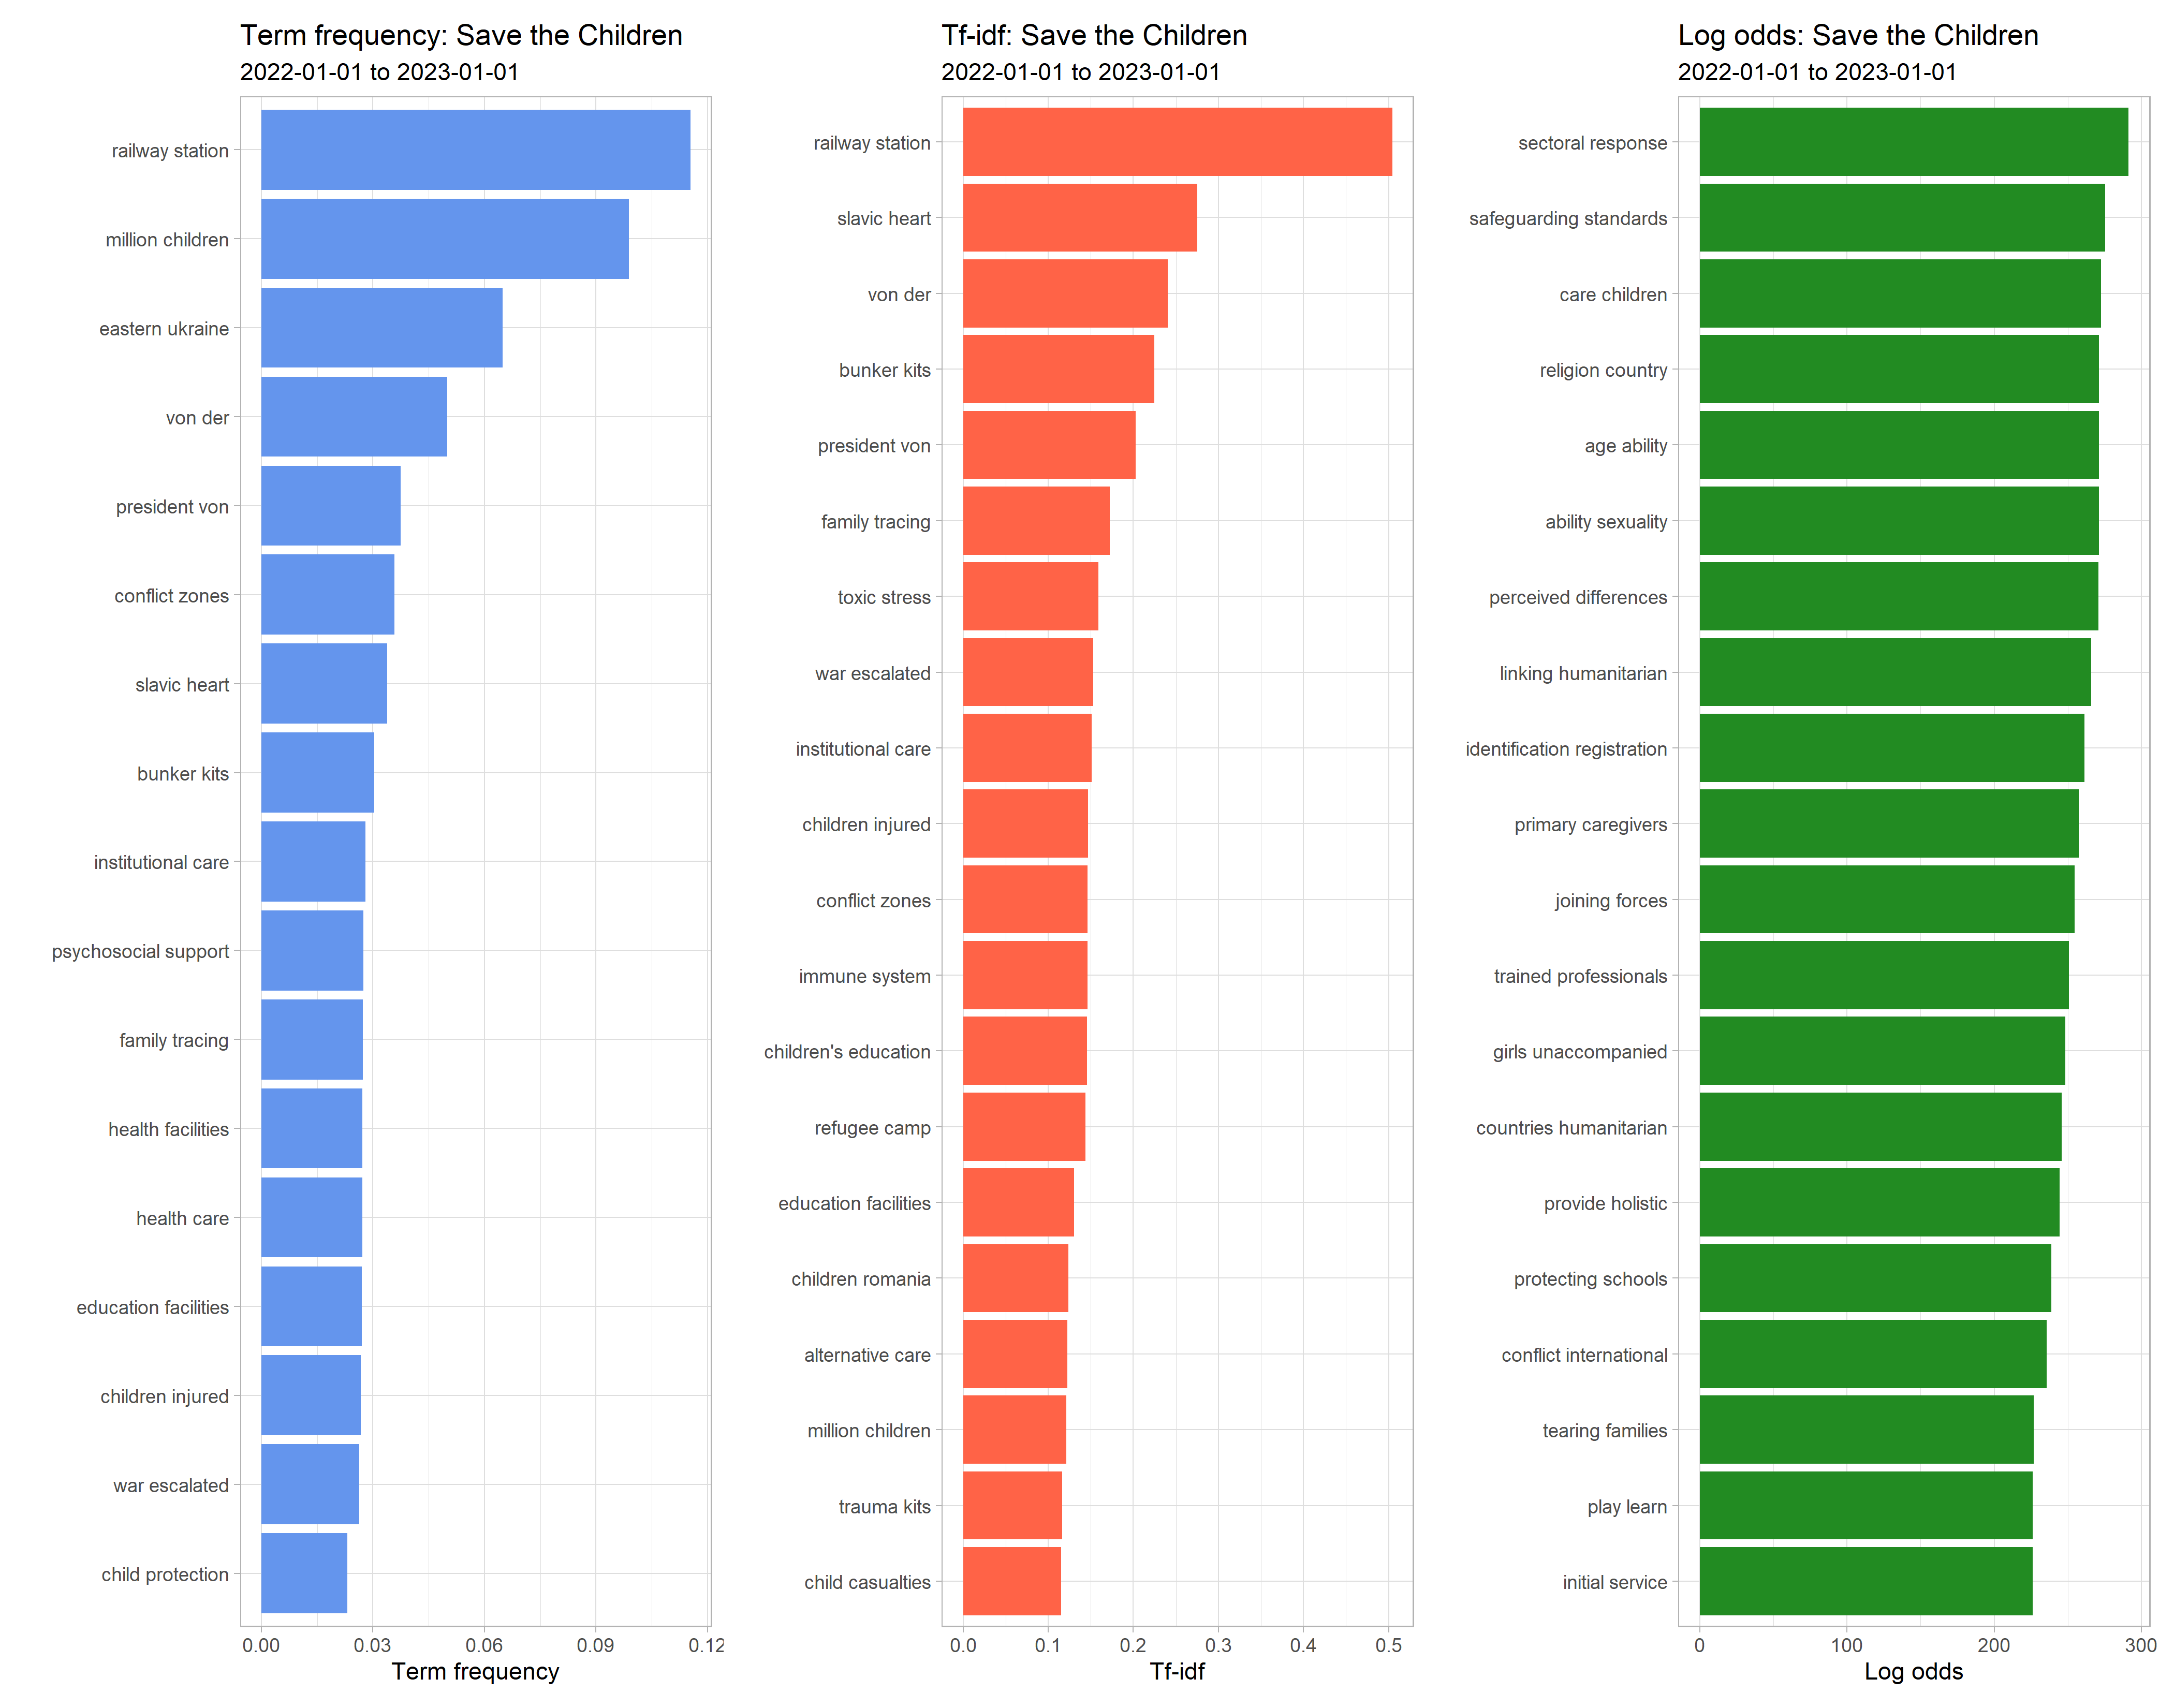 Term frequency: Save the Children
2022-01-01 to 2023-01-01
railway station
million children
eastern ukraine
von der
president von
conflict zones
slavic heart
bunker kits
institutional care
psychosocial support
family tracing
health facilities
health care
education facilities
children injured
war escalated
child protection
0.00 0.03 0.06 0.09 0.12
Term frequency
Tf-idf: Save the Children
2022-01-01 to 2023-01-01
railway station
slavic heart
von der
bunker kits
president von
family tracing
toxic stress
war escalated
institutional care
children injured
conflict zones
immune system
children's education
refugee camp
education facilities
children romania
alternative care
million children
trauma kits
child casualties
0.0 0.1 0.2 0.3 0.4 0.5
Tf-idf
Log odds: Save the Children
2022-01-01 to 2023-01-01
sectoral response
safeguarding standards
care children
religion country
age ability
ability sexuality
perceived differences
linking humanitarian
identification registration
primary caregivers
joining forces
trained professionals
girls unaccompanied
countries humanitarian
provide holistic
protecting schools
conflict international
tearing families
play learn
initial service
0 100 200 300
Log odds